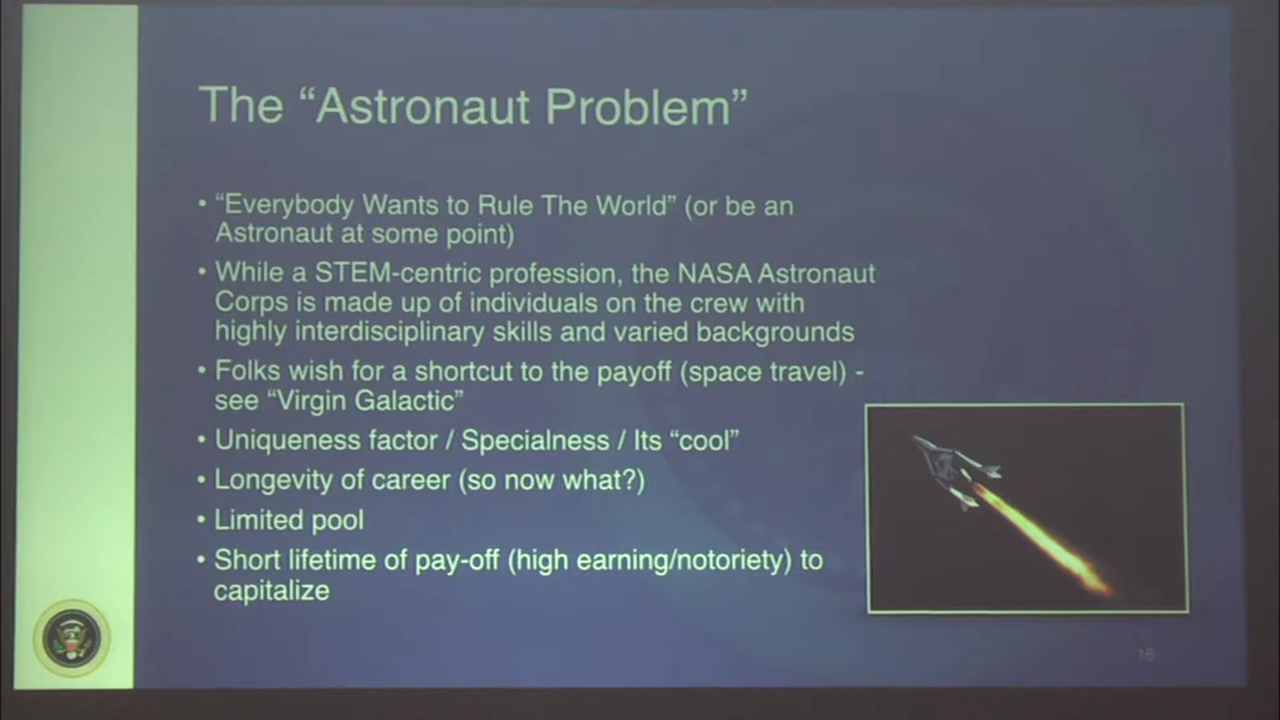 The “Astronaut Problem”
• “Everybody Wants to Rule The World” (or be an
Astronaut at some point)
• While a STEM-centric profession, the NASA Astronaut
Corps is made up of individuals on the crew with
highly interdisciplinary skills and varied backgrounds
• Folks wish for a shortcut to the payoff (space travel) -
see “Virgin Galactic”
• Uniqueness factor / Specialness / Its “cool”
• Longevity of career (so now what?)
• Limited pool
• Short lifetime of pay-off (high earning/notoriety) to
capitalize
16